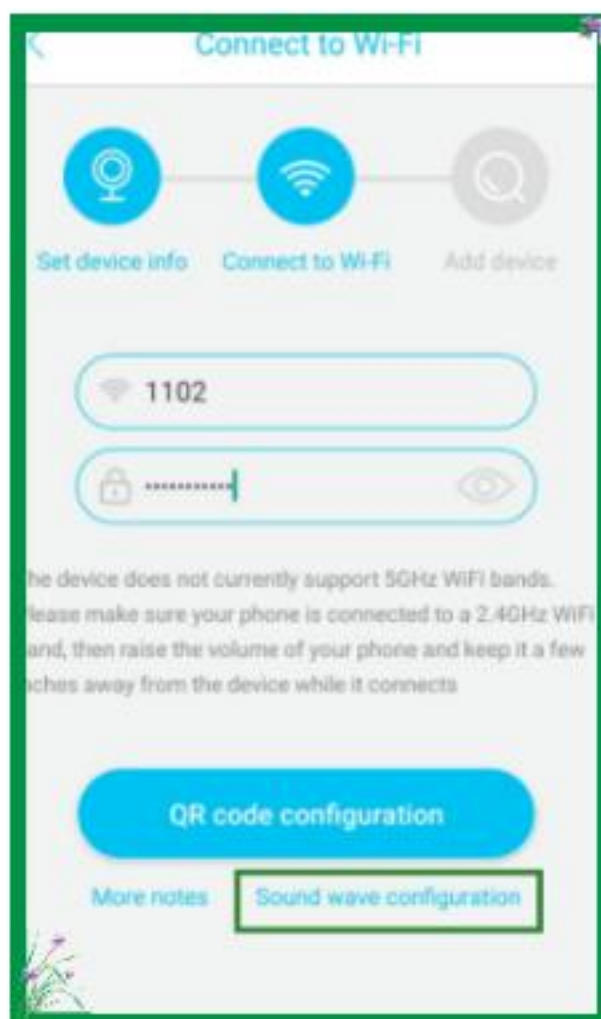 Connect to Wi-Fi
Set device info Connect to Wi-Fi Add device
1102
he device does not currently support 5GHz WiFi bands.
lease make sure your phone is connected to a 2.4GHz WiFi
and, then raise the volume of your phone and keep it a few
ches away from the device while it connects
QR code configuration
More notes Sound wave configuration